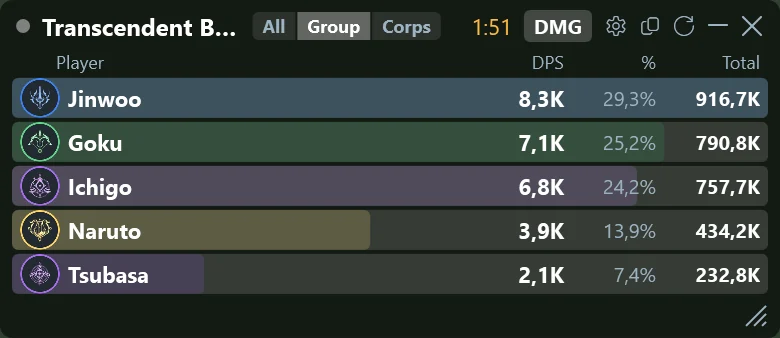 Transcendent B... All Group Corps 1:51 DMG
Player DPS % Total
Jinwoo 8,3K 29,3% 916,7K
Goku 7,1K 25,2% 790,8K
Ichigo 6,8K 24,2% 757,7K
Naruto 3,9K 13,9% 434,2K
Tsubasa 2,1K 7,4% 232,8K